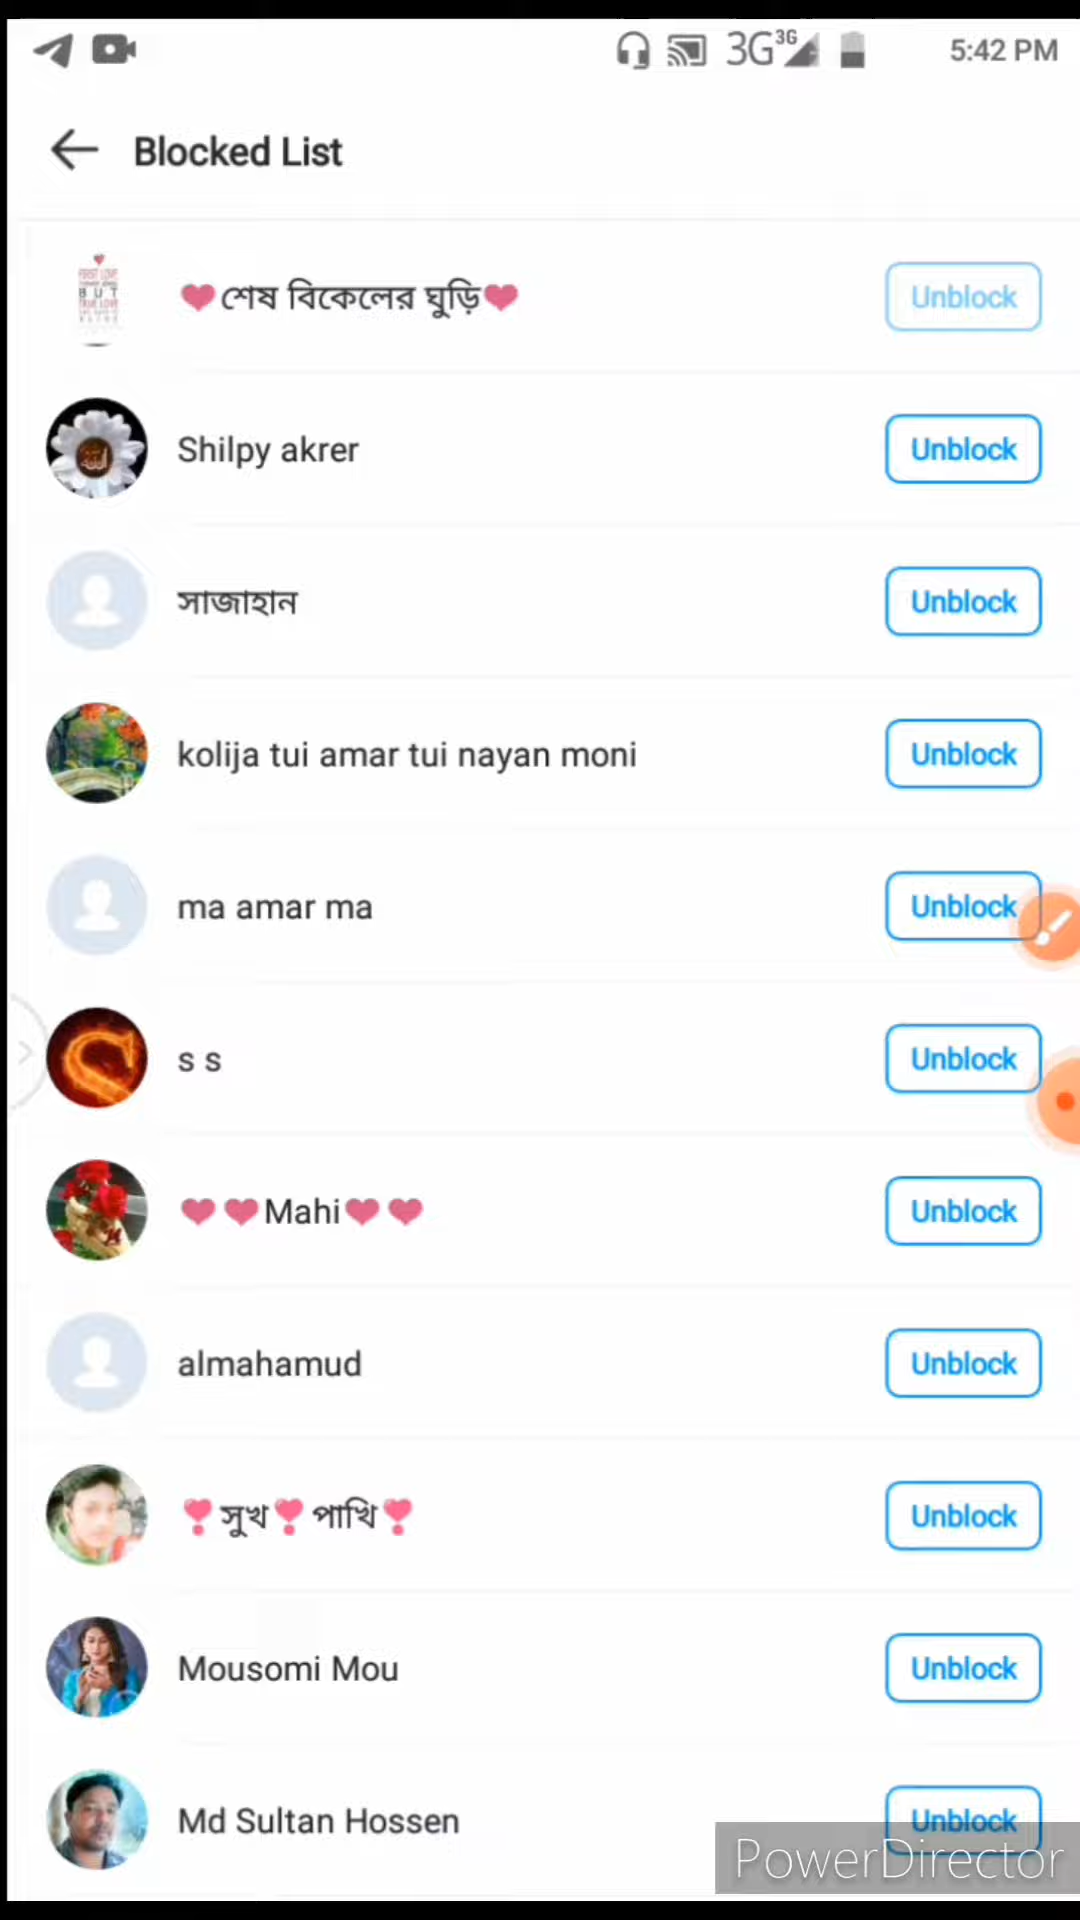 3G 3G 5:42 PM
Blocked List
❤শেষ বিকেলের ঘুড়ি❤ Unblock
Shilpy akrer Unblock
সাজাহান Unblock
kolija tui amar tui nayan moni Unblock
ma amar ma Unblock
s s Unblock
❤❤Mahi❤❤ Unblock
almahamud Unblock
❣সুখ❣পাখি❣ Unblock
Mousomi Mou Unblock
Md Sultan Hossen Unblock
PowerDirector